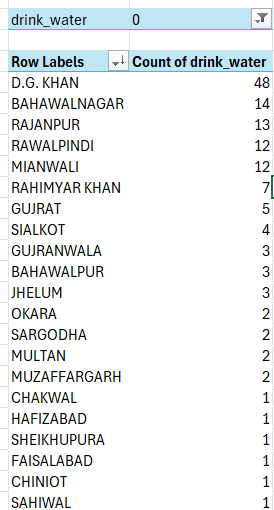 drink_water 0
Row Labels Count of drink_water
D.G. KHAN 48
BAHAWALNAGAR 14
RAJANPUR 13
RAWALPINDI 12
MIANWALI 12
RAHIMYAR KHAN 7
GUJRAT 5
SIALKOT 4
GUJRANWALA 3
BAHAWALPUR 3
JHELUM 3
OKARA 2
SARGODHA 2
MULTAN 2
MUZAFFARGARH 2
CHAKWAL 1
HAFIZABAD 1
SHEIKHUPURA 1
FAISALABAD 1
CHINIOT 1
SAHIWAL 1